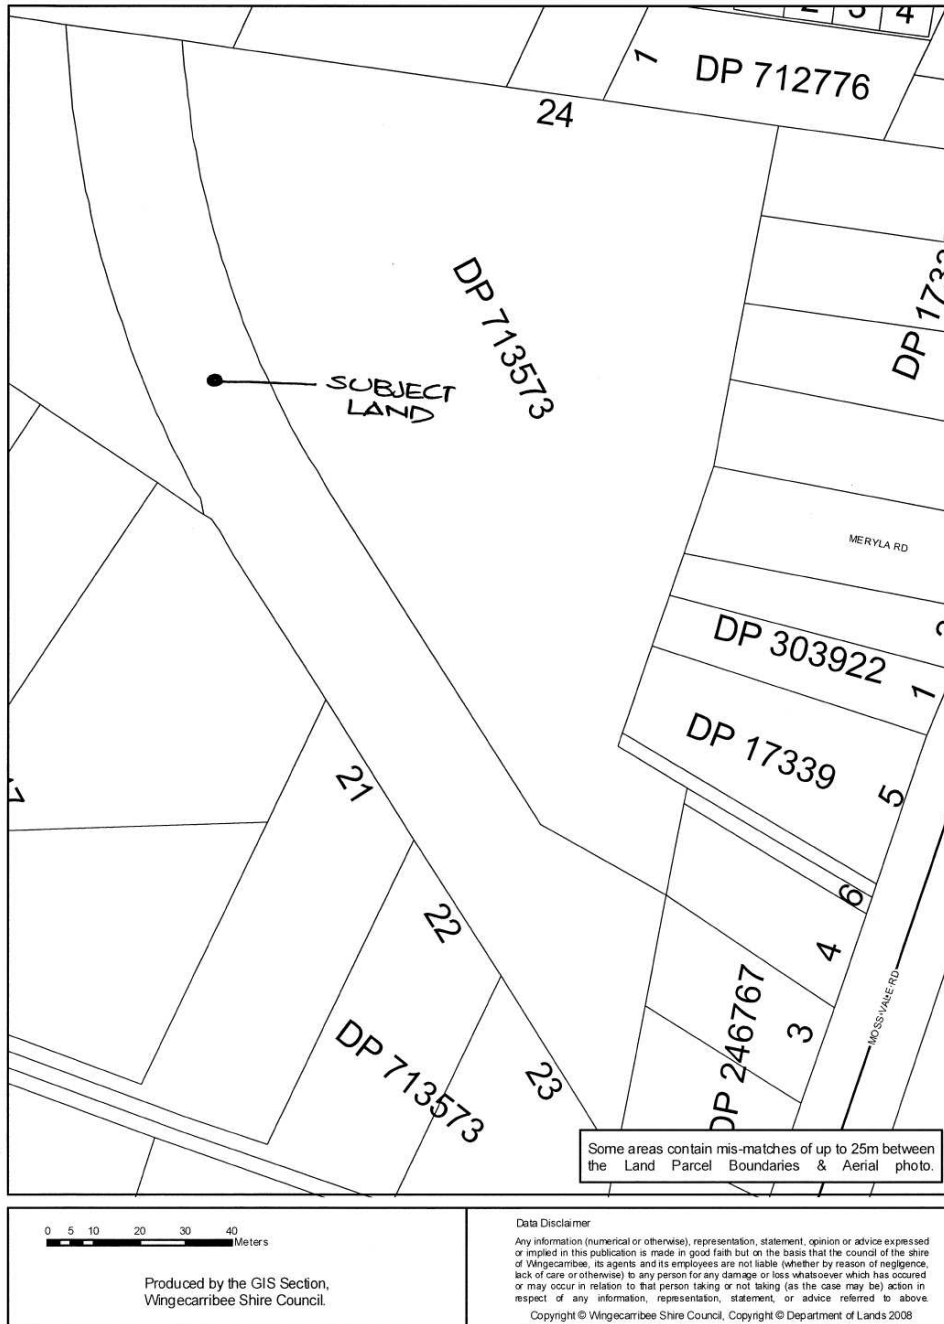 2 3 4
1 DP 712776
24
DP 1733
DP 713573
SUBJECT
LAND
MERYLA RD
DP 303922
1
DP 17339
5
21
6
22
4
DP 246767
3
MOSS VALE RD
DP 713573
23
Some areas contain mis-matches of up to 25m between
the Land Parcel Boundaries & Aerial photo.
0 5 10 20 30 40
Meters
Produced by the GIS Section,
Wingecarribee Shire Council.
Data Disclaimer
Any information (numerical or otherwise), representation, statement, opinion or advice expressed
or implied in this publication is made in good faith but on the basis that the council of the shire
of Wingecarribee, its agents and its employees are not liable (whether by reason of negligence,
lack of care or otherwise) to any person for any damage or loss whatsoever which has occured
or may occur in relation to that person taking or not taking (as the case may be) action in
respect of any information, representation, statement, or advice referred to above.
Copyright © Wingecarribee Shire Council, Copyright © Department of Lands 2008